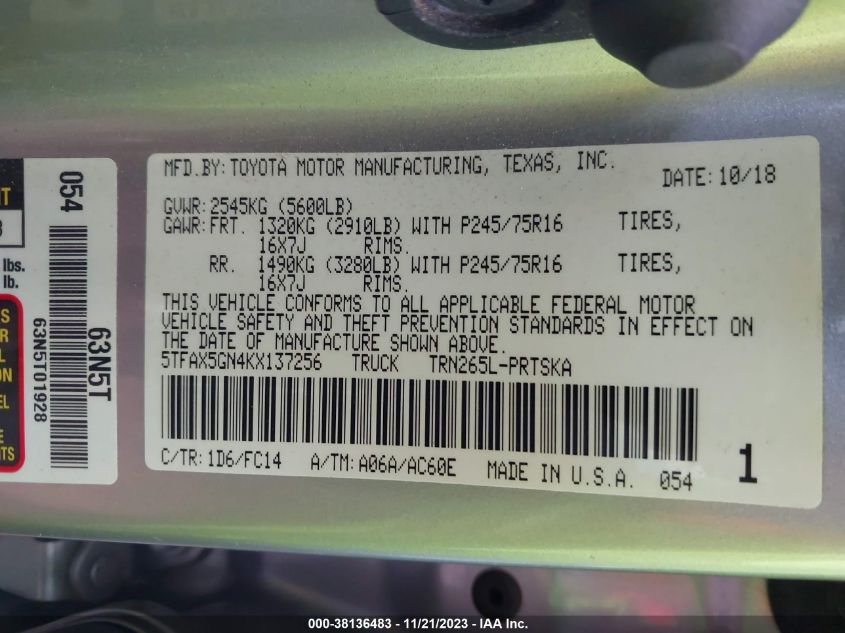 MFD.BY:TOYOTA MOTOR MANUFACTURING, TEXAS, INC. DATE:10/18
GVWR:2545KG (5600LB)
GAWR:FRT. 1320KG (2910LB) WITH P245/75R16 TIRES,
16X7J RIMS.
RR. 1490KG (3280LB) WITH P245/75R16 TIRES,
16X7J RIMS.
THIS VEHICLE CONFORMS TO ALL APPLICABLE FEDERAL MOTOR
VEHICLE SAFETY AND THEFT PREVENTION STANDARDS IN EFFECT ON
THE DATE OF MANUFACTURE SHOWN ABOVE.
5TFAX5GN4KX137256 TRUCK TRN265L-PRTSKA
C/TR:1D6/FC14 A/TM:A06A/AC60E MADE IN U.S.A. 054 1
054
63N5T
63N5T01928
lbs.
lb.
000-38136483 - 11/21/2023 - IAA Inc.